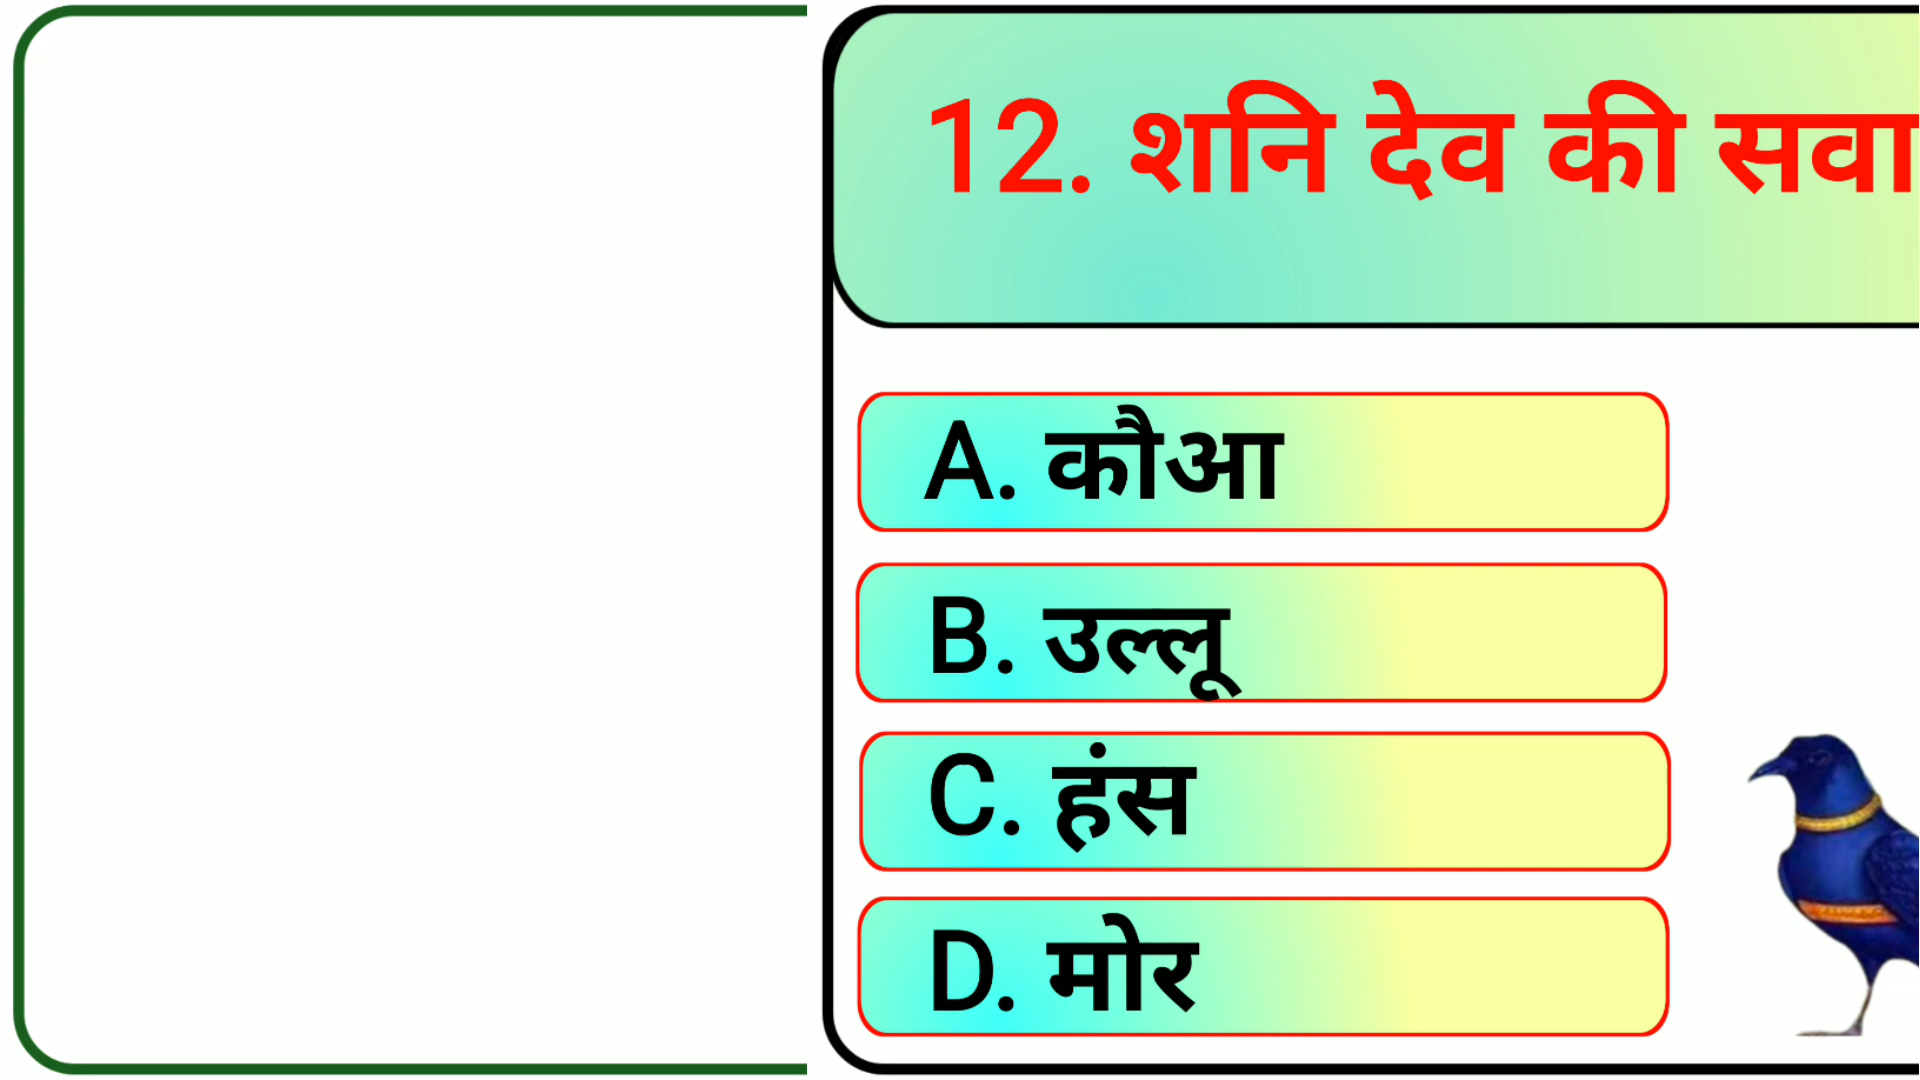 12. शनि देव की सवा
A. कौआ
B. उल्लू
C. हंस
D. मोर